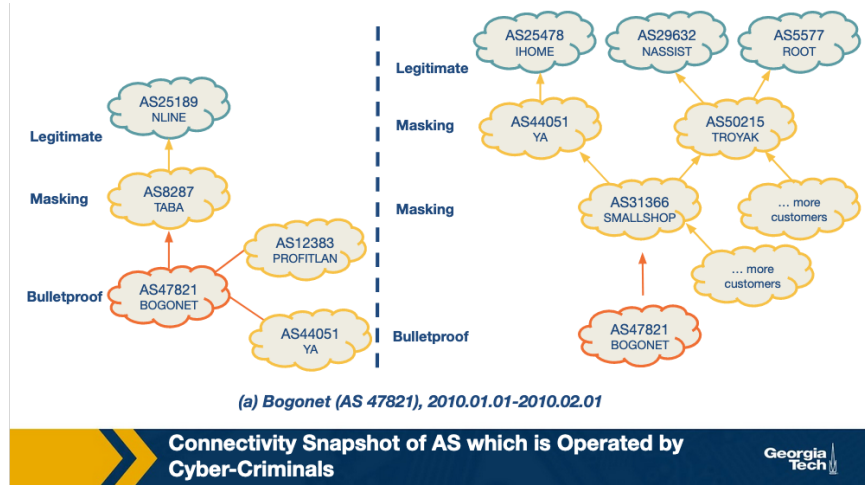 Legitimate
AS25189
NLINE
Masking
AS8287
TABA
AS12383
PROFITLAN
Bulletproof
AS47821
BOGONET
AS44051
YA
Legitimate
AS25478
IHOME
AS29632
NASSIST
AS5577
ROOT
Masking
AS44051
YA
AS50215
TROYAK
Masking
AS31366
SMALLSHOP
... more
customers
... more
customers
Bulletproof
AS47821
BOGONET
(a) Bogonet (AS 47821), 2010.01.01-2010.02.01
Connectivity Snapshot of AS which is Operated by
Cyber-Criminals
Georgia
Tech